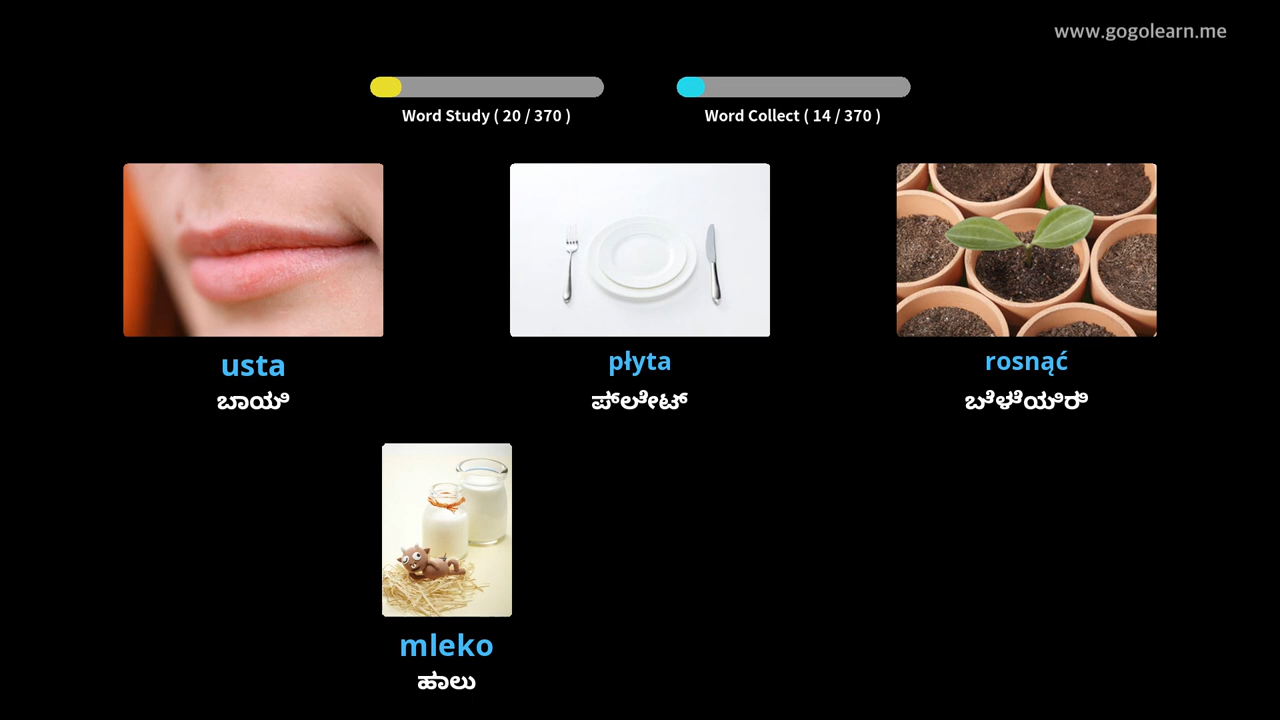 www.gogolearn.me
Word Study ( 20 / 370 )
Word Collect ( 14 / 370 )
usta
płyta
rosnąć
ಬಾಯಿ
ಪ್ಲೇಟ್
ಬೆಳೆಯಿರಿ
mleko
ಹಾಲು